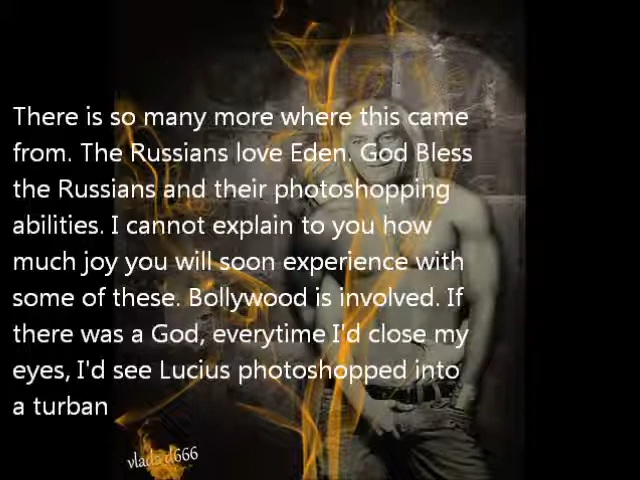 There is so many more where this came
from. The Russians love Eden. God Bless
the Russians and their photoshopping
abilities. I cannot explain to you how
much joy you will soon experience with
some of these. Bollywood is involved. If
there was a God, everytime I'd close my
eyes, I'd see Lucius photoshopped into
a turban